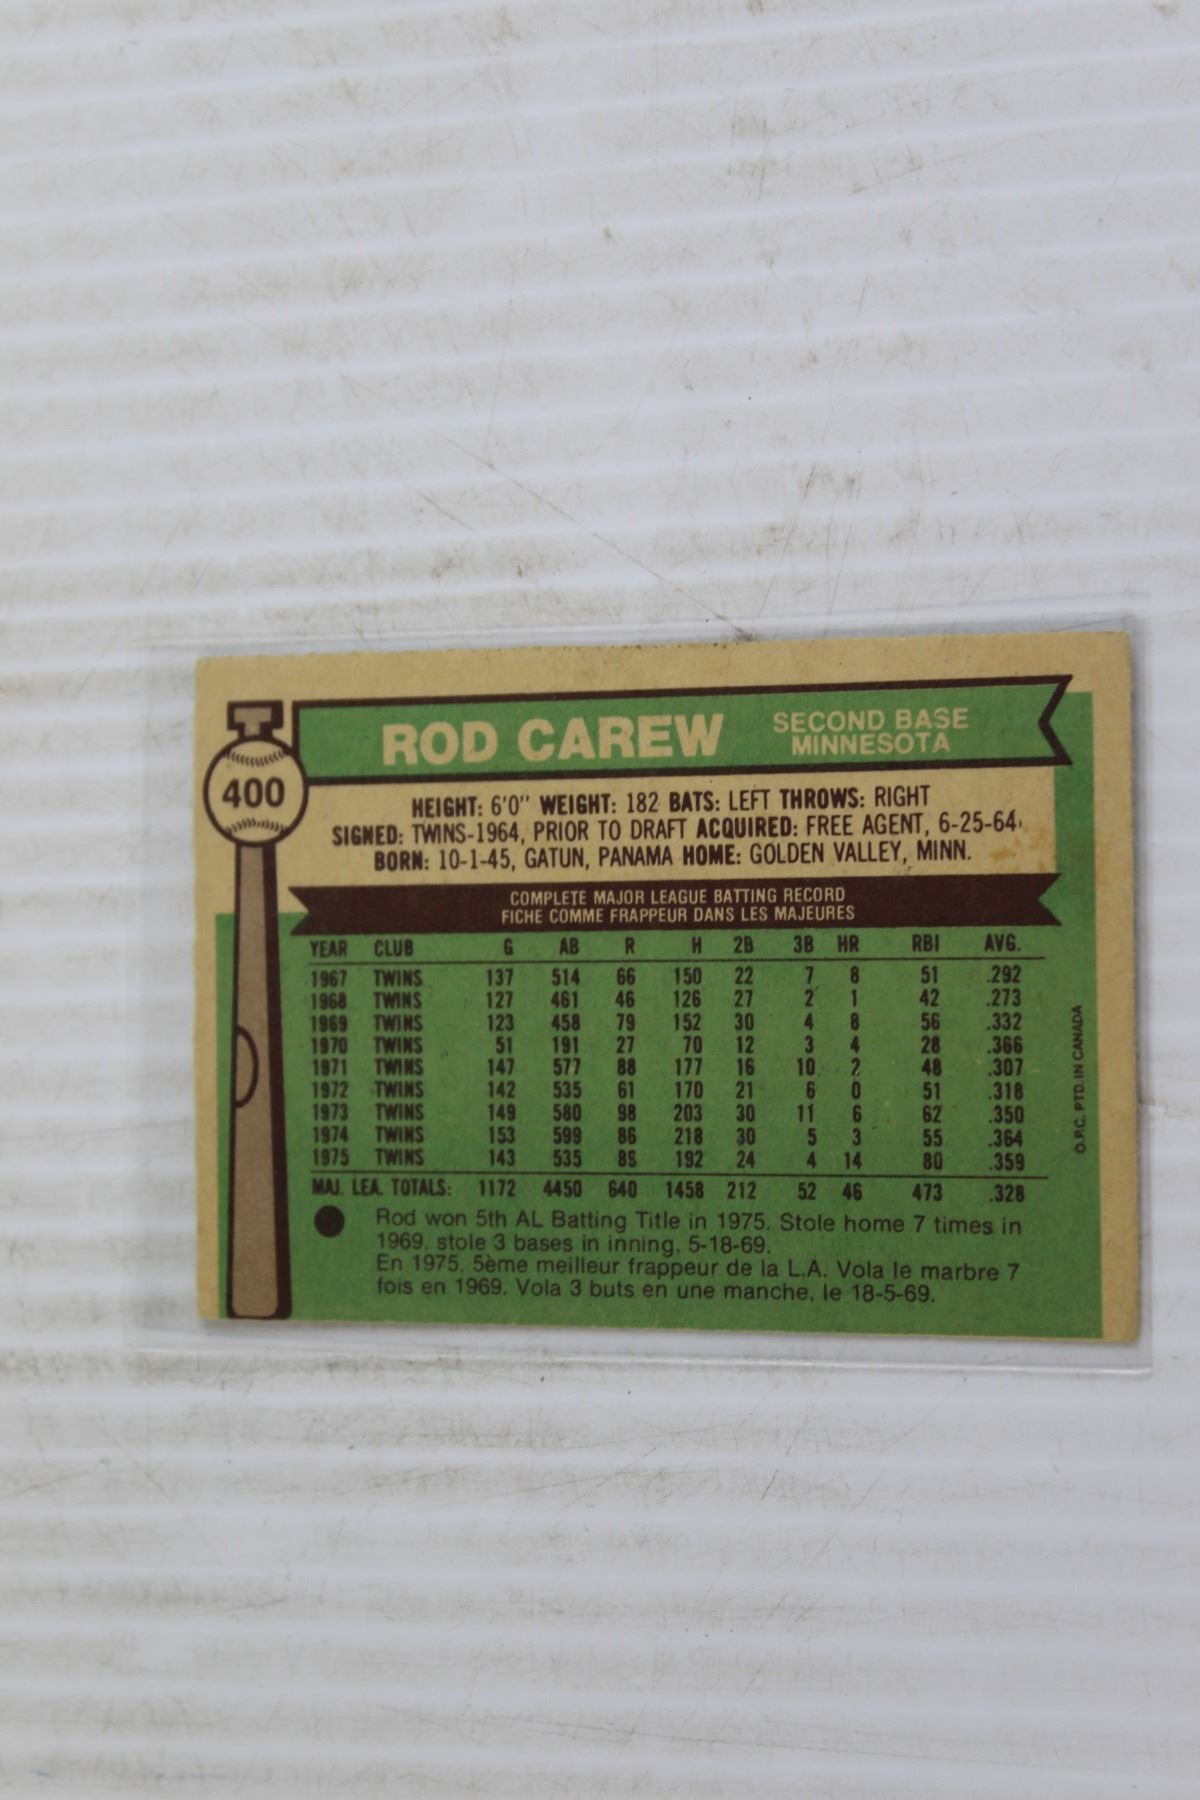 ROD CAREW SECOND BASE
MINNESOTA
400
HEIGHT: 6'0" WEIGHT: 182 BATS: LEFT THROWS: RIGHT
SIGNED: TWINS-1964, PRIOR TO DRAFT ACQUIRED: FREE AGENT, 6-25-64
BORN: 10-1-45, GATUN, PANAMA HOME: GOLDEN VALLEY, MINN.
COMPLETE MAJOR LEAGUE BATTING RECORD
FICHE COMME FRAPPEUR DANS LES MAJEURES
YEAR CLUB G AB R H 2B 3B HR RBI AVG.
1967 TWINS 137 514 66 150 22 7 8 51 .292
1968 TWINS 127 461 46 126 27 2 1 42 .273
1969 TWINS 123 458 79 152 30 4 8 56 .332
1970 TWINS 51 191 27 70 12 3 4 28 .366
1971 TWINS 147 577 88 177 16 10 2 48 .307
1972 TWINS 142 535 61 170 21 6 0 51 .318
1973 TWINS 149 580 98 203 30 11 6 62 .350
1974 TWINS 153 599 86 218 30 5 3 55 .364
1975 TWINS 143 535 89 192 24 4 14 80 .359
MAJ. LEA. TOTALS: 1172 4450 640 1458 212 52 46 473 .328
Rod won 5th AL Batting Title in 1975. Stole home 7 times in
1969, stole 3 bases in inning, 5-18-69.
En 1975, 5ème meilleur frappeur de la L.A. Vola le marbre 7
fois en 1969. Vola 3 buts en une manche, le 18-5-69.
O.P.C. PTD. IN CANADA